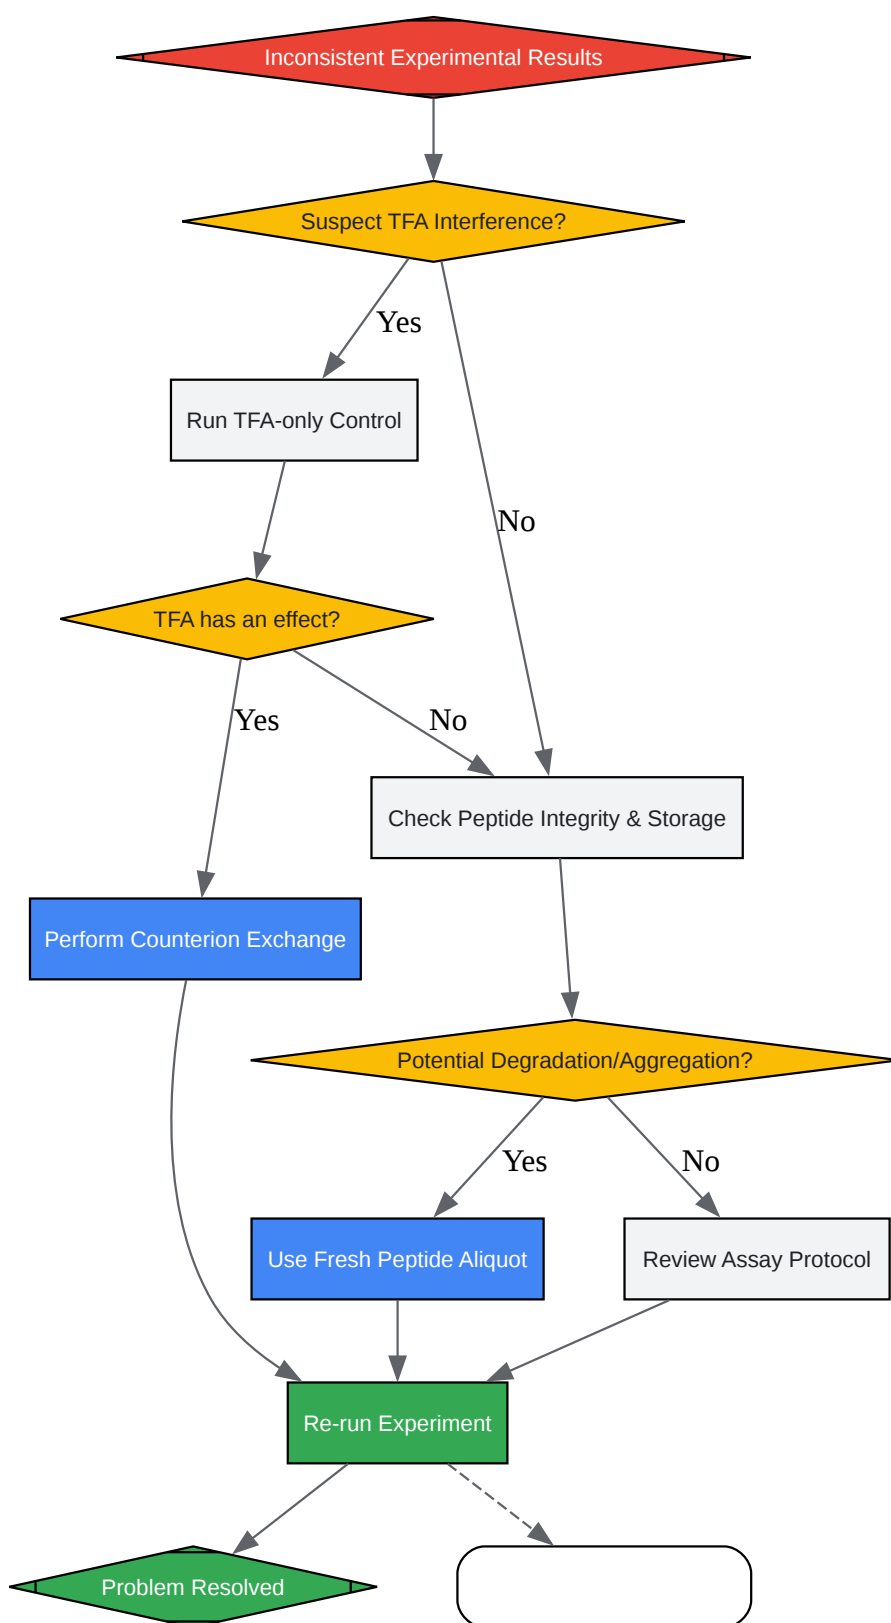 Inconsistent Experimental Results
Suspect TFA Interference?
Yes
Run TFA-only Control
No
TFA has an effect?
Yes
No
Check Peptide Integrity & Storage
Perform Counterion Exchange
Potential Degradation/Aggregation?
Yes
No
Use Fresh Peptide Aliquot
Review Assay Protocol
Re-run Experiment
Problem Resolved